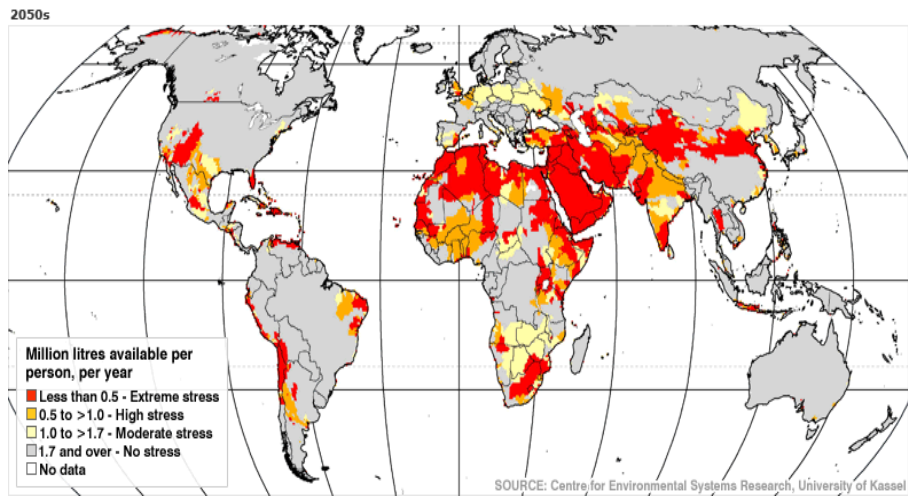 2050s
Million litres available per
person, per year
Less than 0.5 - Extreme stress
0.5 to >1.0 - High stress
1.0 to >1.7 - Moderate stress
1.7 and over - No stress
No data
SOURCE: Centre for Environmental Systems Research, University of Kassel